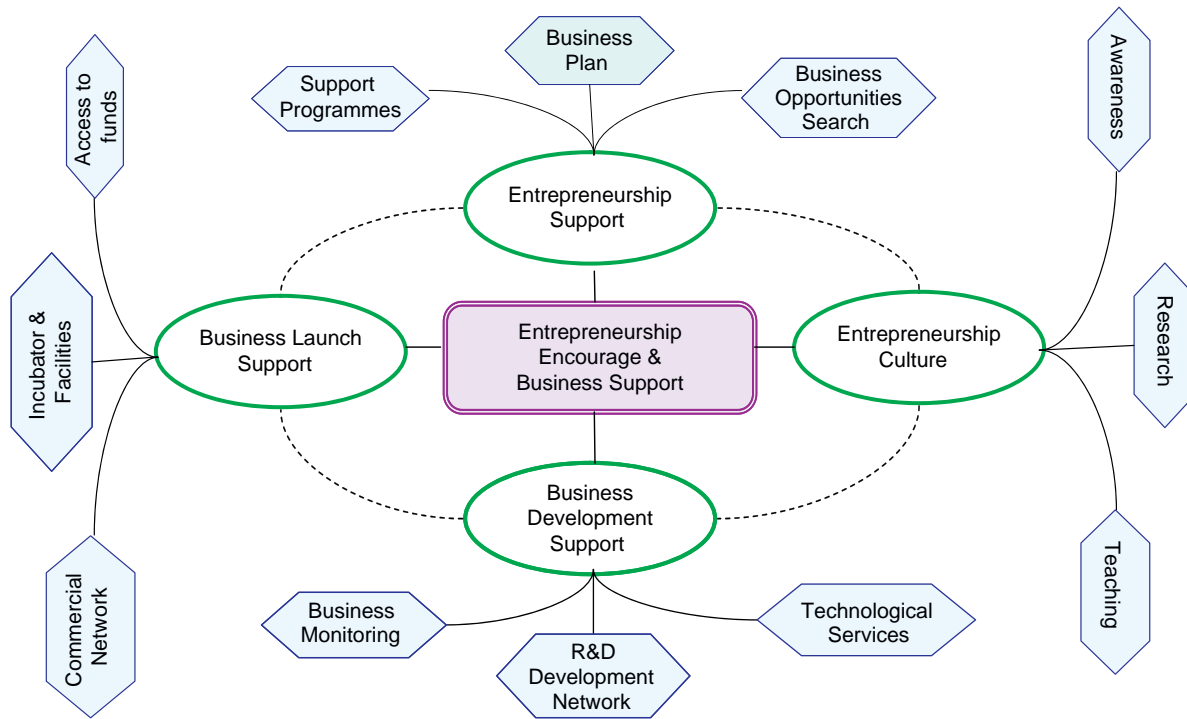 Business
Plan
Support
Programmes
Business
Opportunities
Search
Access to
funds
Awareness
Entrepreneurship
Support
Incubator &
Facilities
Business Launch
Support
Entrepreneurship
Encourage &
Business Support
Entrepreneurship
Culture
Research
Business
Development
Support
Commercial
Network
Business
Monitoring
R&D
Development
Network
Technological
Services
Teaching